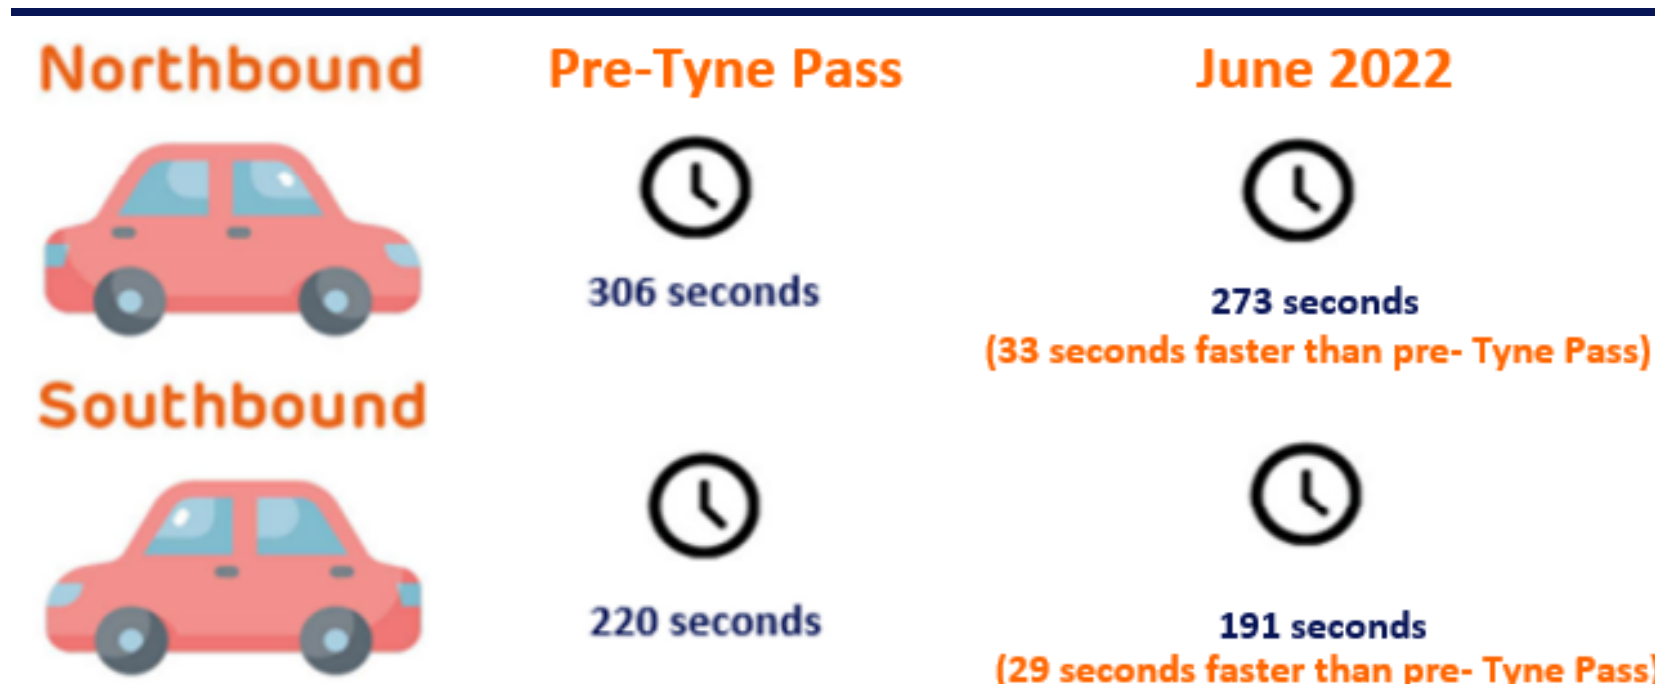 Northbound Pre-Tyne Pass June 2022
306 seconds 273 seconds
(33 seconds faster than pre- Tyne Pass)
Southbound
220 seconds 191 seconds
(29 seconds faster than pre- Tyne Pass)